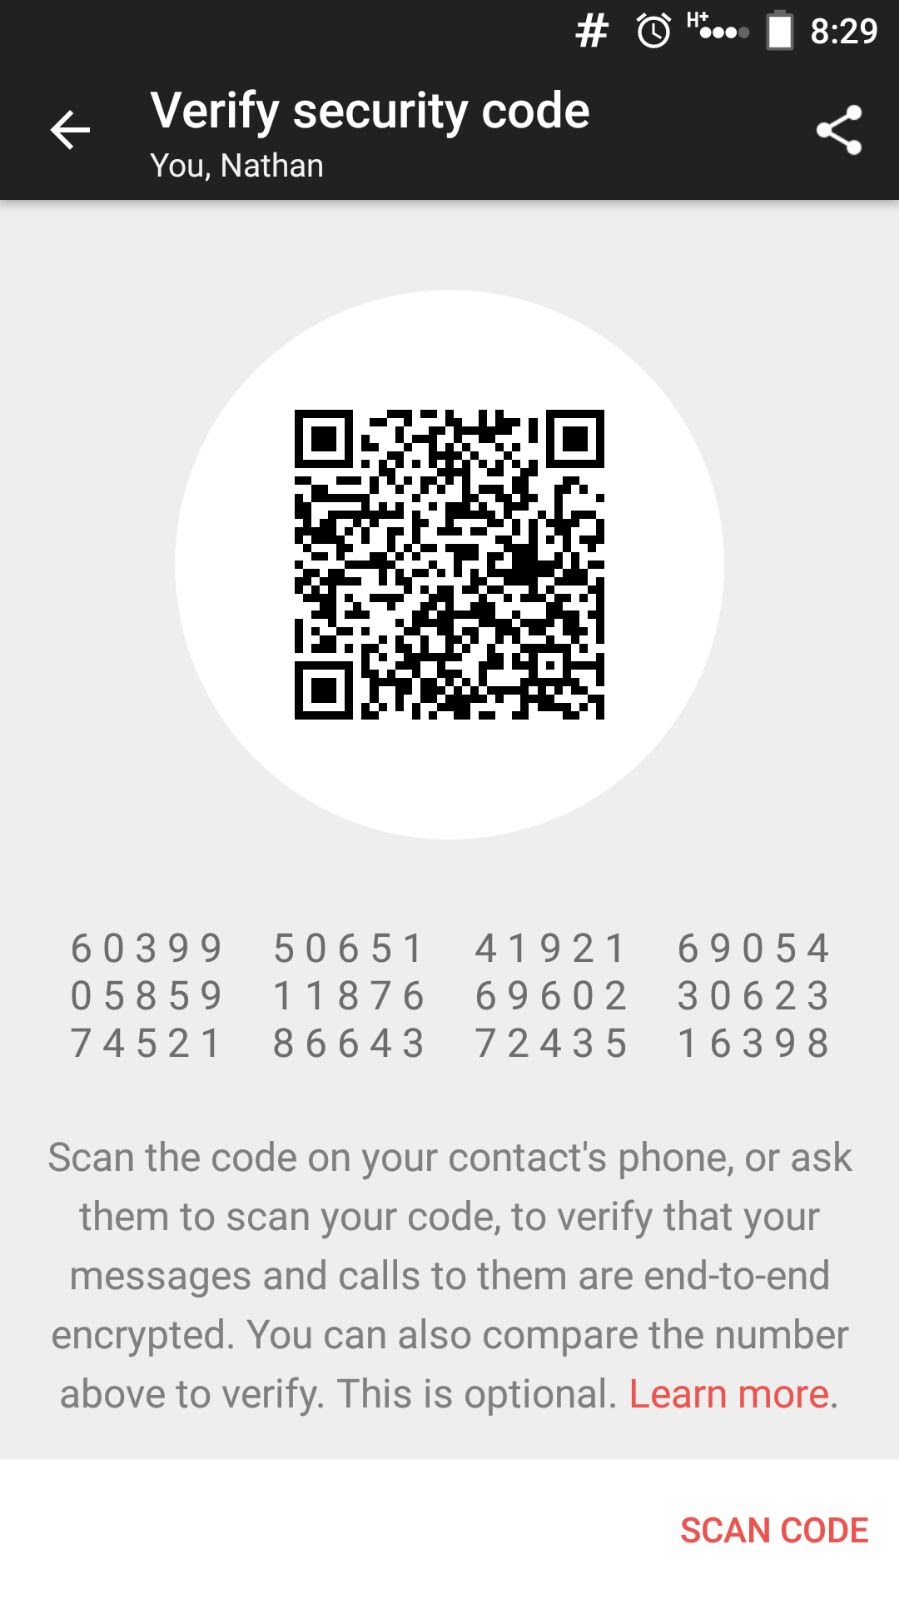 # H+ 8:29
Verify security code
You, Nathan
60399 50651 41921 69054
05859 11876 69602 30623
74521 86643 72435 16398
Scan the code on your contact's phone, or ask
them to scan your code, to verify that your
messages and calls to them are end-to-end
encrypted. You can also compare the number
above to verify. This is optional. Learn more.
SCAN CODE